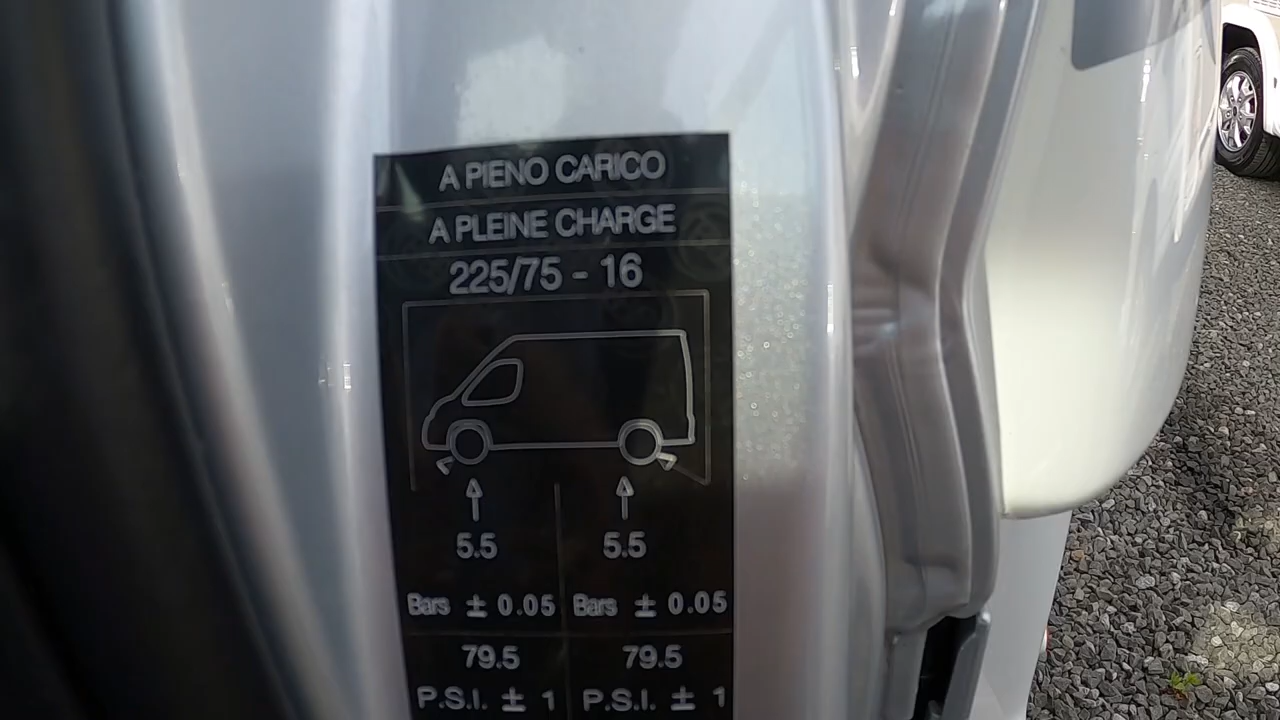 A PIENO CARICO
A PLEINE CHARGE
225/75 - 16
5.5 5.5
Bars ± 0.05 Bars ± 0.05
79.5 79.5
P.S.I. ± 1 P.S.I. ± 1